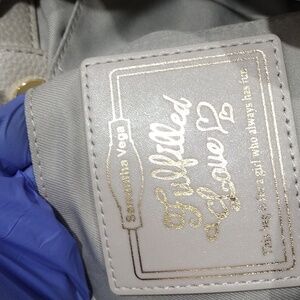 Samantha Vega
Fulfilled
Love
This bag is for a girl who always has fun.